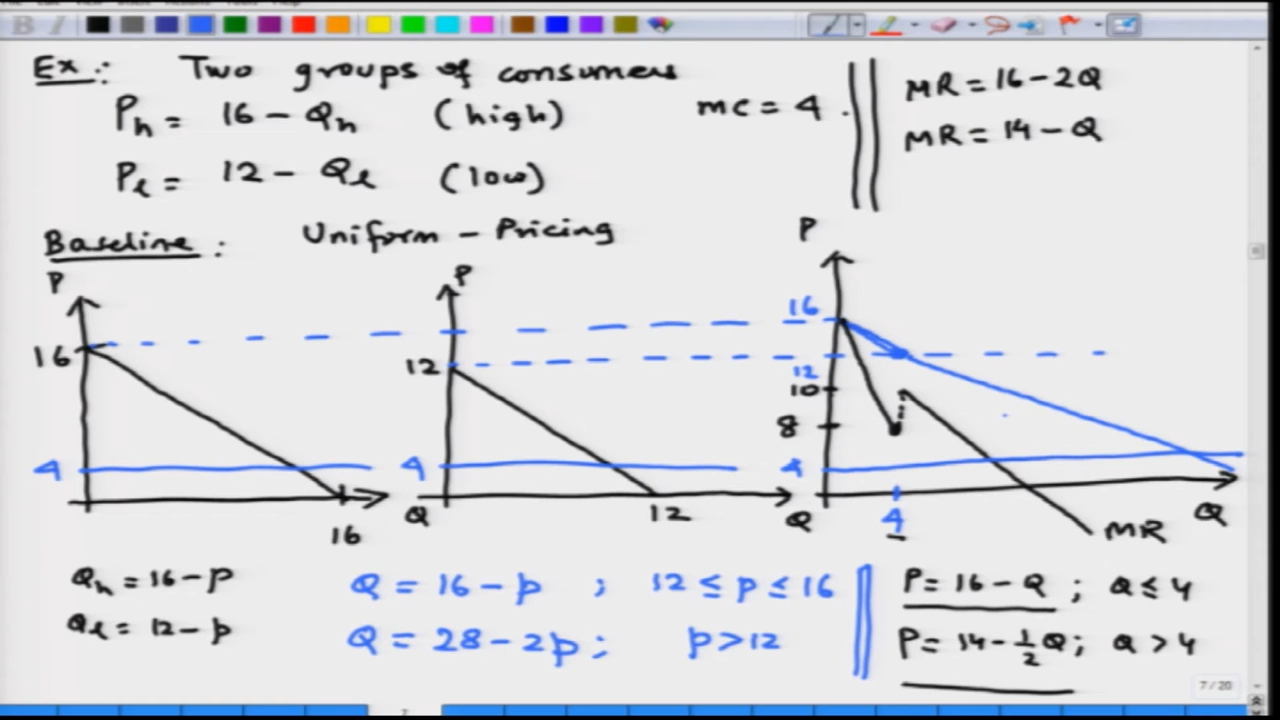 Ex.: Two groups of consumers
Ph = 16 - Qh (high) mc = 4.
Pl = 12 - Ql (low)
MR = 16 - 2Q
MR = 14 - Q
Baseline: Uniform - Pricing
P
16
4
16
P
12
4
Q
12
P
16
12
10
8
4
Q
4
MR
Q
Qh = 16 - p
Ql = 12 - p
Q = 16 - p ; 12 ≤ p ≤ 16
Q = 28 - 2p ; p > 12
P = 16 - Q ; Q ≤ 4
P = 14 - 1/2 Q ; Q > 4
7 / 20